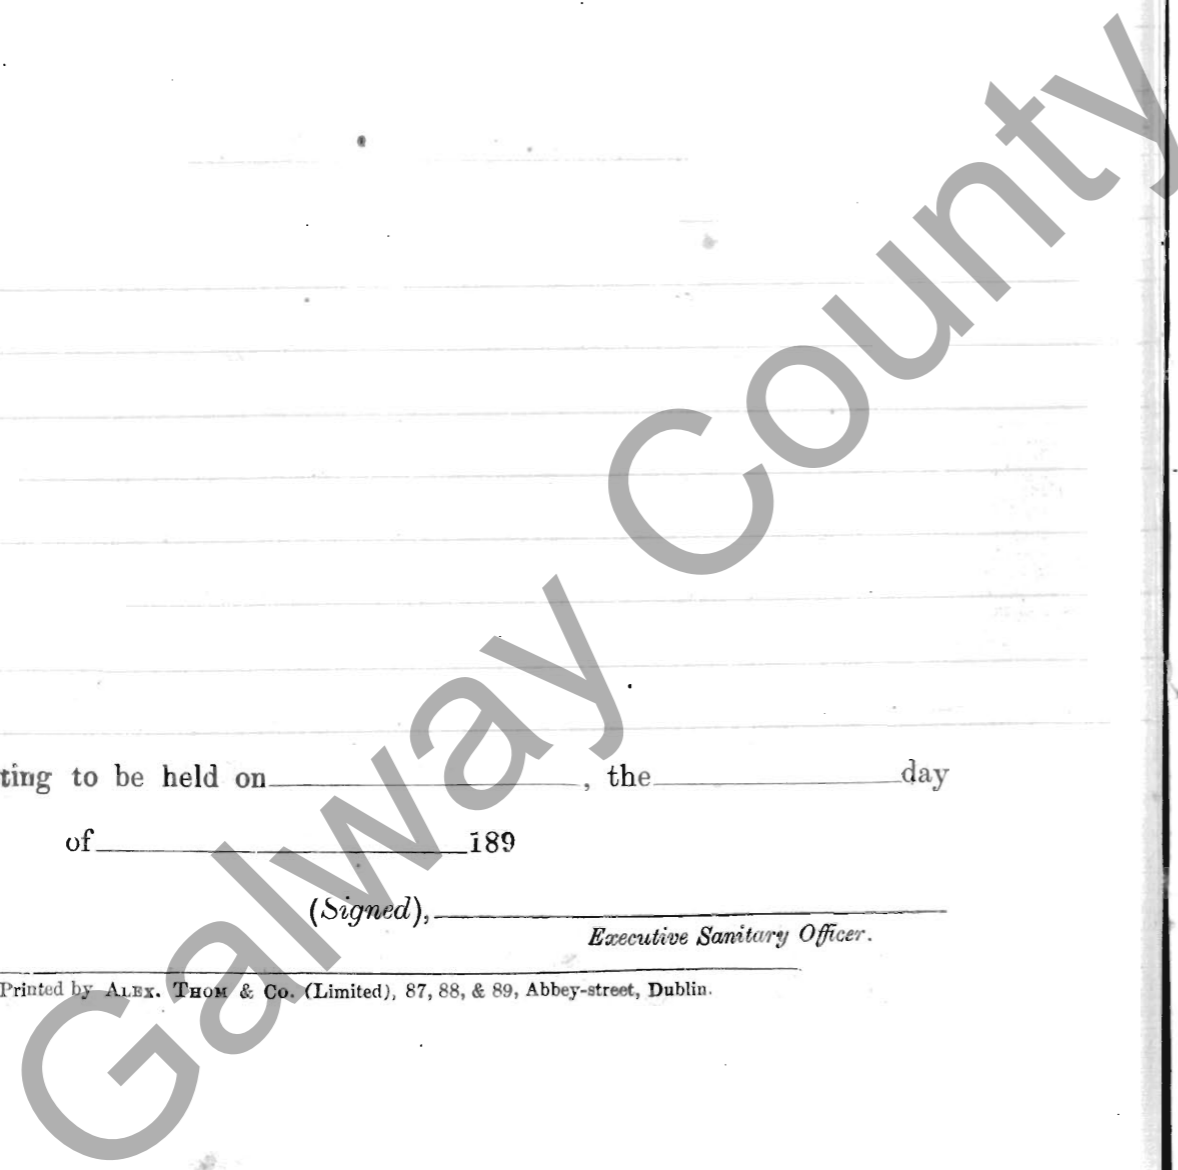 ting to be held on , the day
of 189
(Signed),
Executive Sanitary Officer.
Printed by ALEX. THOM & Co. (Limited), 87, 88, & 89, Abbey-street, Dublin.
Galway County